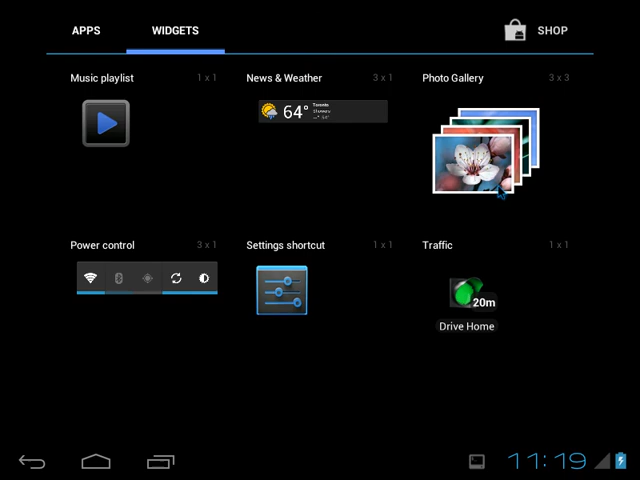 APPS
WIDGETS
SHOP
Music playlist
1 x 1
News & Weather
3 x 1
Photo Gallery
3 x 3
64°
Toronto
Power control
3 x 1
Settings shortcut
1 x 1
Traffic
1 x 1
20m
Drive Home
11:19